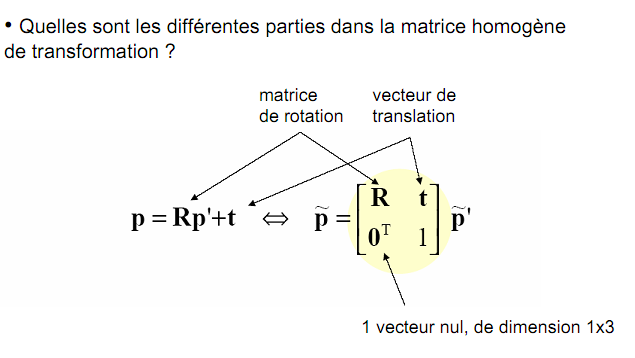 • Quelles sont les différentes parties dans la matrice homogène
de transformation ?
matrice
de rotation
vecteur de
translation
p = Rp'+t ⇔ p̃ = [R t; 0ᵀ 1] p̃'
1 vecteur nul, de dimension 1x3